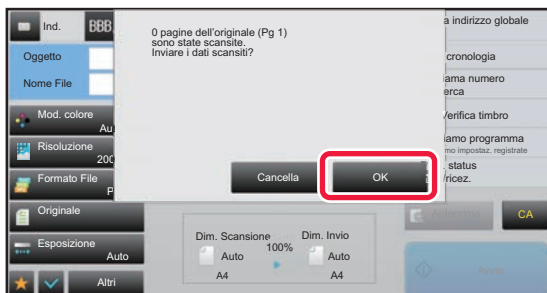 Ind.
BBB
a indirizzo globale
0 pagine dell'originale (Pg 1)
sono state scansite.
Inviare i dati scansiti?
Oggetto
cronologia
Nome File
ama numero
erca
Mod. colore
Au
Verifica timbro
Risoluzione
200
iamo programma
mo impostaz. registrate
Formato File
P
status
ricez.
Cancella
OK
Originale
Anteprima
CA
Esposizione
Auto
Dim. Scansione
100%
Dim. Invio
Auto
Auto
A4
A4
Avvio
Altri